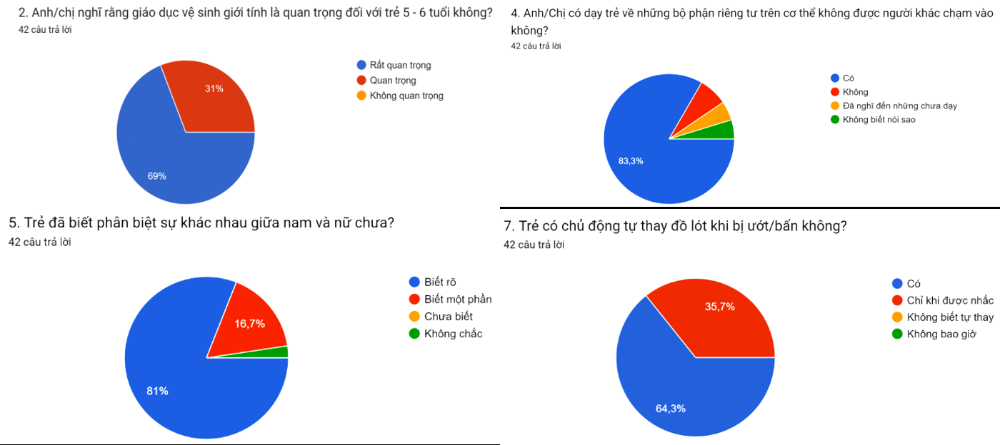 2. Anh/chị nghĩ rằng giáo dục vệ sinh giới tính là quan trọng đối với trẻ 5 - 6 tuổi không?
42 câu trả lời
Rất quan trọng
Quan trọng
Không quan trọng
31%
69%
4. Anh/Chị có dạy trẻ về những bộ phận riêng tư trên cơ thể không được người khác chạm vào
không?
42 câu trả lời
Có
Không
Đã nghĩ đến những chưa dạy
Không biết nói sao
83,3%
5. Trẻ đã biết phân biệt sự khác nhau giữa nam và nữ chưa?
42 câu trả lời
Biết rõ
Biết một phần
Chưa biết
Không chắc
16,7%
81%
7. Trẻ có chủ động tự thay đồ lót khi bị ướt/bẩn không?
42 câu trả lời
Có
Chỉ khi được nhắc
Không biết tự thay
Không bao giờ
35,7%
64,3%